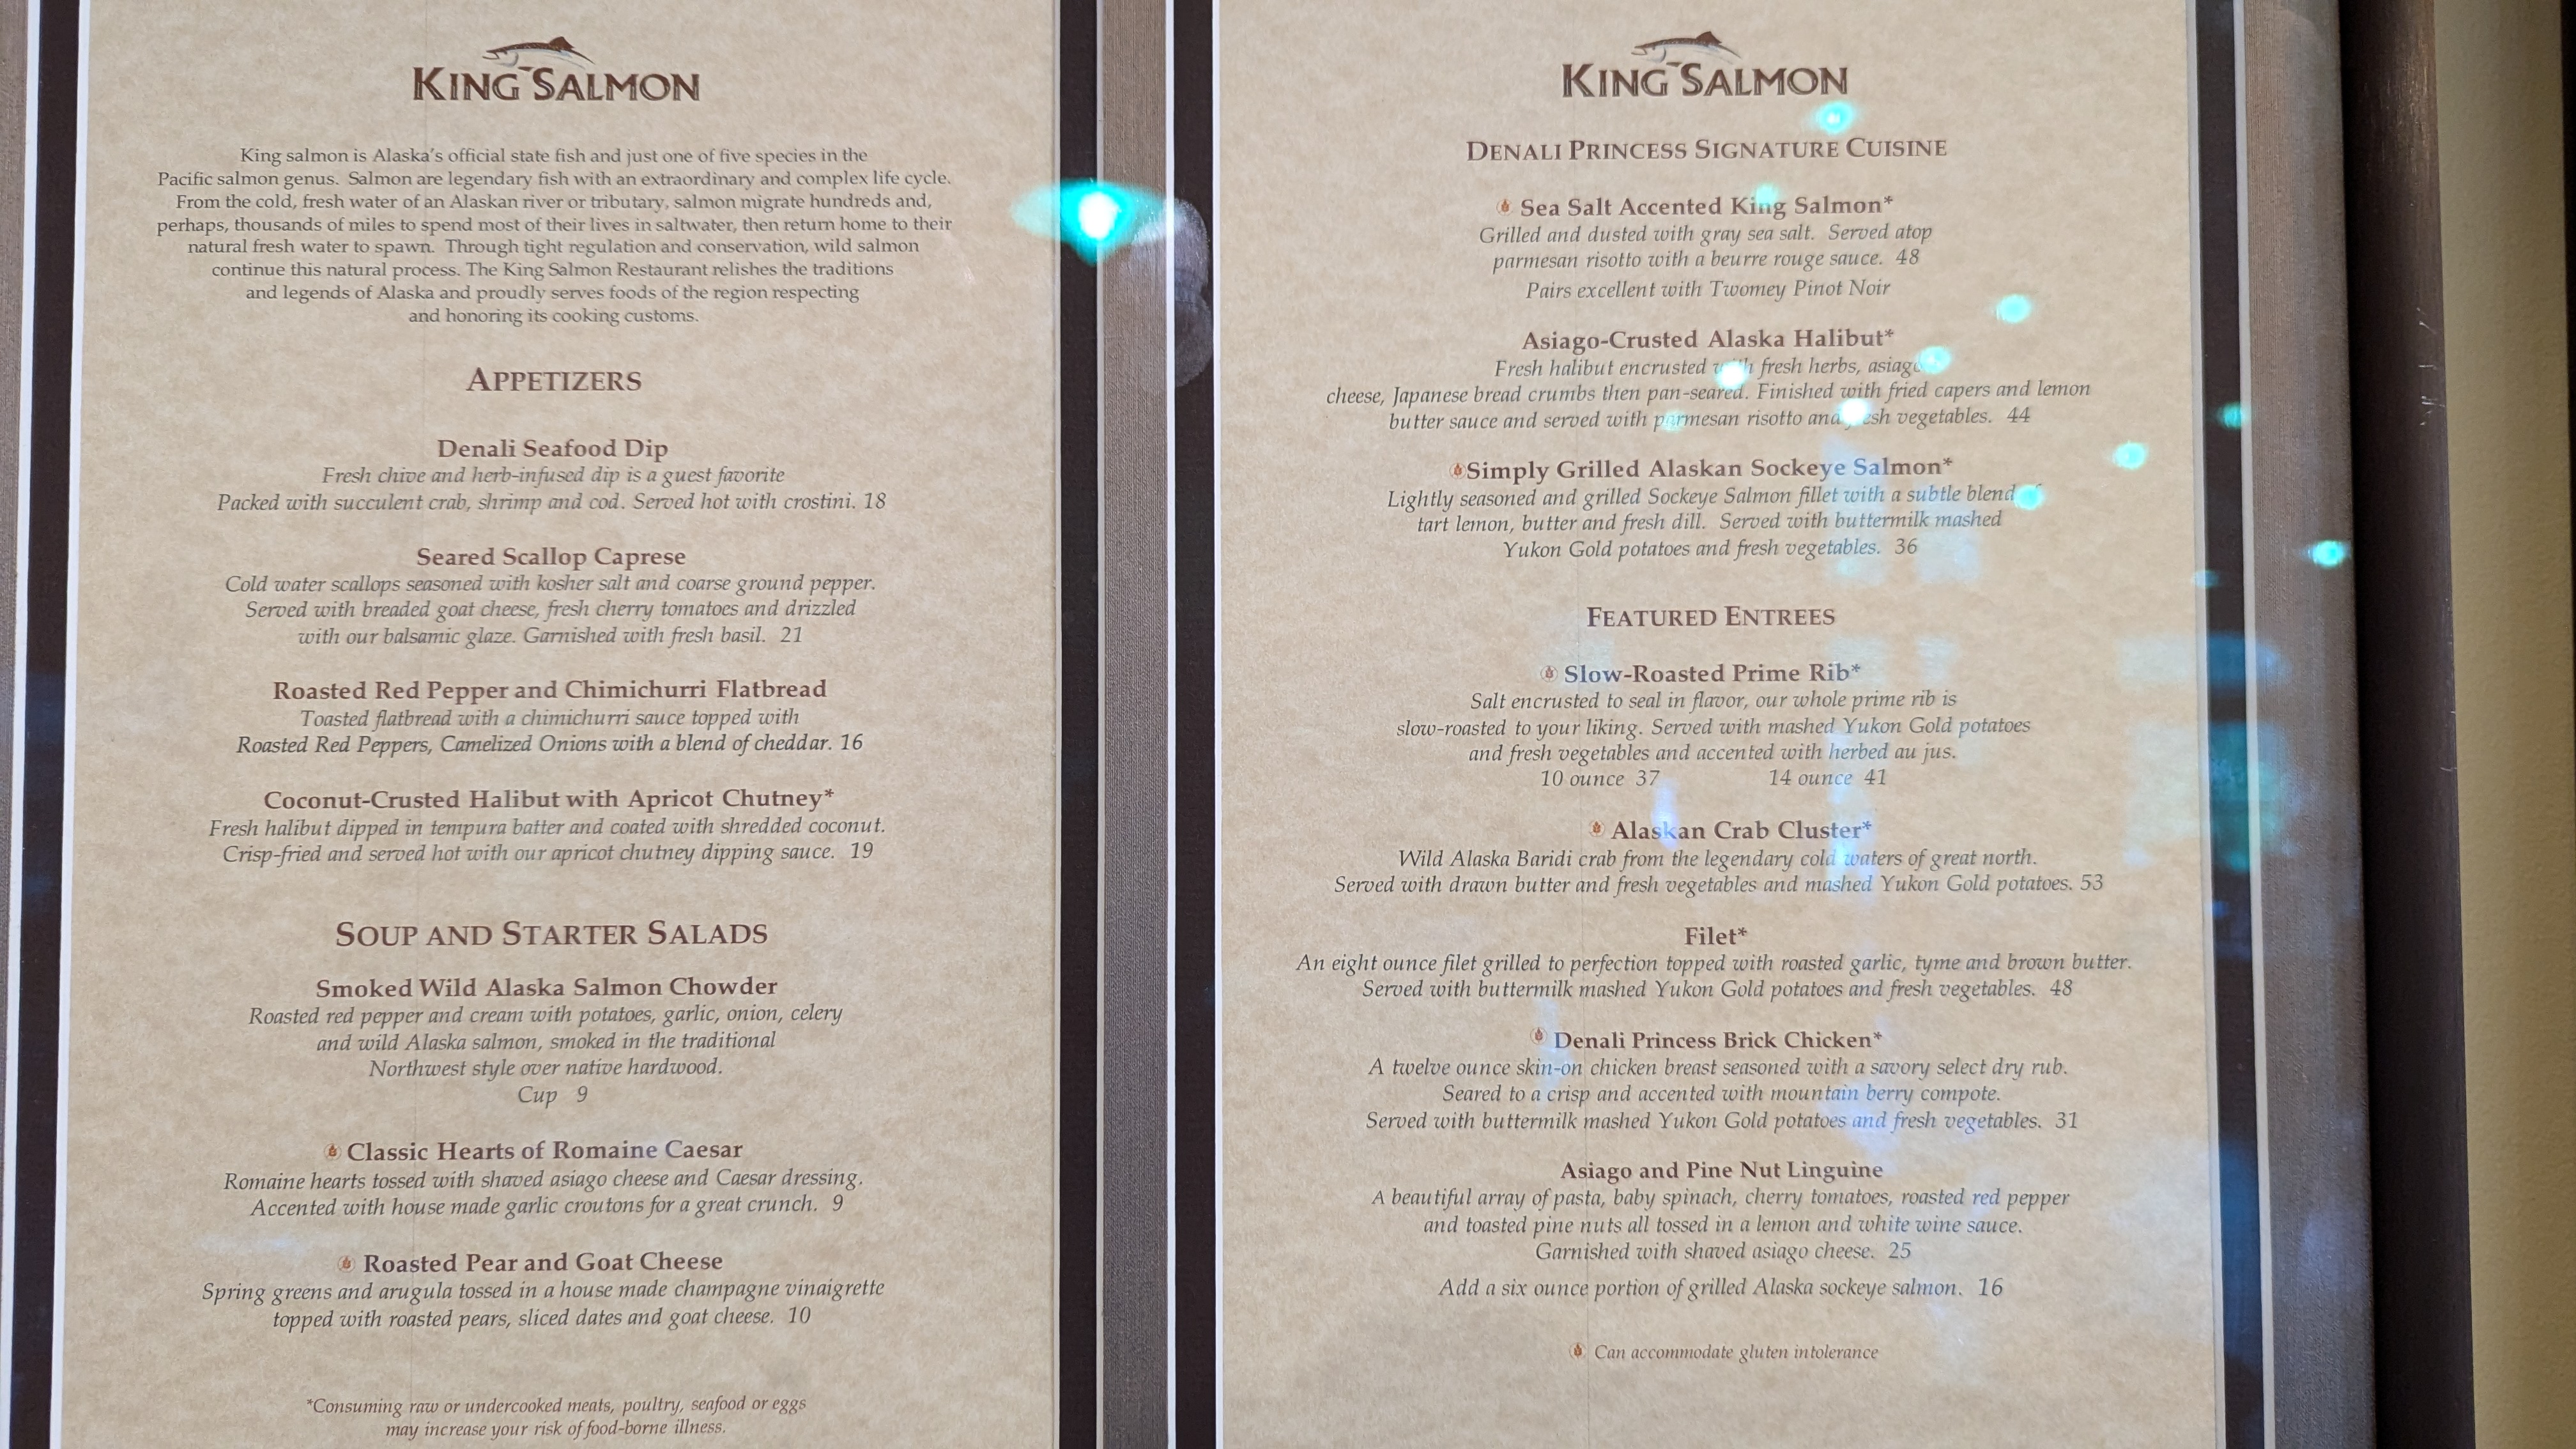 KING SALMON
King salmon is Alaska's official state fish and just one of five species in the
Pacific salmon genus. Salmon are legendary fish with an extraordinary and complex life cycle.
From the cold, fresh water of an Alaskan river or tributary, salmon migrate hundreds and,
perhaps, thousands of miles to spend most of their lives in saltwater, then return home to their
natural fresh water to spawn. Through tight regulation and conservation, wild salmon
continue this natural process. The King Salmon Restaurant relishes the traditions
and legends of Alaska and proudly serves foods of the region respecting
and honoring its cooking customs.
APPETIZERS
Denali Seafood Dip
Fresh chive and herb-infused dip is a guest favorite
Packed with succulent crab, shrimp and cod. Served hot with crostini. 18
Seared Scallop Caprese
Cold water scallops seasoned with kosher salt and coarse ground pepper.
Served with breaded goat cheese, fresh cherry tomatoes and drizzled
with our balsamic glaze. Garnished with fresh basil. 21
Roasted Red Pepper and Chimichurri Flatbread
Toasted flatbread with a chimichurri sauce topped with
Roasted Red Peppers, Camelized Onions with a blend of cheddar. 16
Coconut-Crusted Halibut with Apricot Chutney*
Fresh halibut dipped in tempura batter and coated with shredded coconut.
Crisp-fried and served hot with our apricot chutney dipping sauce. 19
SOUP AND STARTER SALADS
Smoked Wild Alaska Salmon Chowder
Roasted red pepper and cream with potatoes, garlic, onion, celery
and wild Alaska salmon, smoked in the traditional
Northwest style over native hardwood.
Cup 9
Classic Hearts of Romaine Caesar
Romaine hearts tossed with shaved asiago cheese and Caesar dressing.
Accented with house made garlic croutons for a great crunch. 9
Roasted Pear and Goat Cheese
Spring greens and arugula tossed in a house made champagne vinaigrette
topped with roasted pears, sliced dates and goat cheese. 10
*Consuming raw or undercooked meats, poultry, seafood or eggs
may increase your risk of food-borne illness.
KING SALMON
DENALI PRINCESS SIGNATURE CUISINE
Sea Salt Accented King Salmon*
Grilled and dusted with gray sea salt. Served atop
parmesan risotto with a beurre rouge sauce. 48
Pairs excellent with Twomey Pinot Noir
Asiago-Crusted Alaska Halibut*
Fresh halibut encrusted with fresh herbs, asiago
cheese, Japanese bread crumbs then pan-seared. Finished with fried capers and lemon
butter sauce and served with parmesan risotto and fresh vegetables. 44
Simply Grilled Alaskan Sockeye Salmon*
Lightly seasoned and grilled Sockeye Salmon fillet with a subtle blend
tart lemon, butter and fresh dill. Served with buttermilk mashed
Yukon Gold potatoes and fresh vegetables. 36
FEATURED ENTREES
Slow-Roasted Prime Rib*
Salt encrusted to seal in flavor, our whole prime rib is
slow-roasted to your liking. Served with mashed Yukon Gold potatoes
and fresh vegetables and accented with herbed au jus.
10 ounce 37 14 ounce 41
Alaskan Crab Cluster*
Wild Alaska Baridi crab from the legendary cold waters of great north.
Served with drawn butter and fresh vegetables and mashed Yukon Gold potatoes. 53
Filet*
An eight ounce filet grilled to perfection topped with roasted garlic, tyme and brown butter.
Served with buttermilk mashed Yukon Gold potatoes and fresh vegetables. 48
Denali Princess Brick Chicken*
A twelve ounce skin-on chicken breast seasoned with a savory select dry rub.
Seared to a crisp and accented with mountain berry compote.
Served with buttermilk mashed Yukon Gold potatoes and fresh vegetables. 31
Asiago and Pine Nut Linguine
A beautiful array of pasta, baby spinach, cherry tomatoes, roasted red pepper
and toasted pine nuts all tossed in a lemon and white wine sauce.
Garnished with shaved asiago cheese. 25
Add a six ounce portion of grilled Alaska sockeye salmon. 16
Can accommodate gluten intolerance